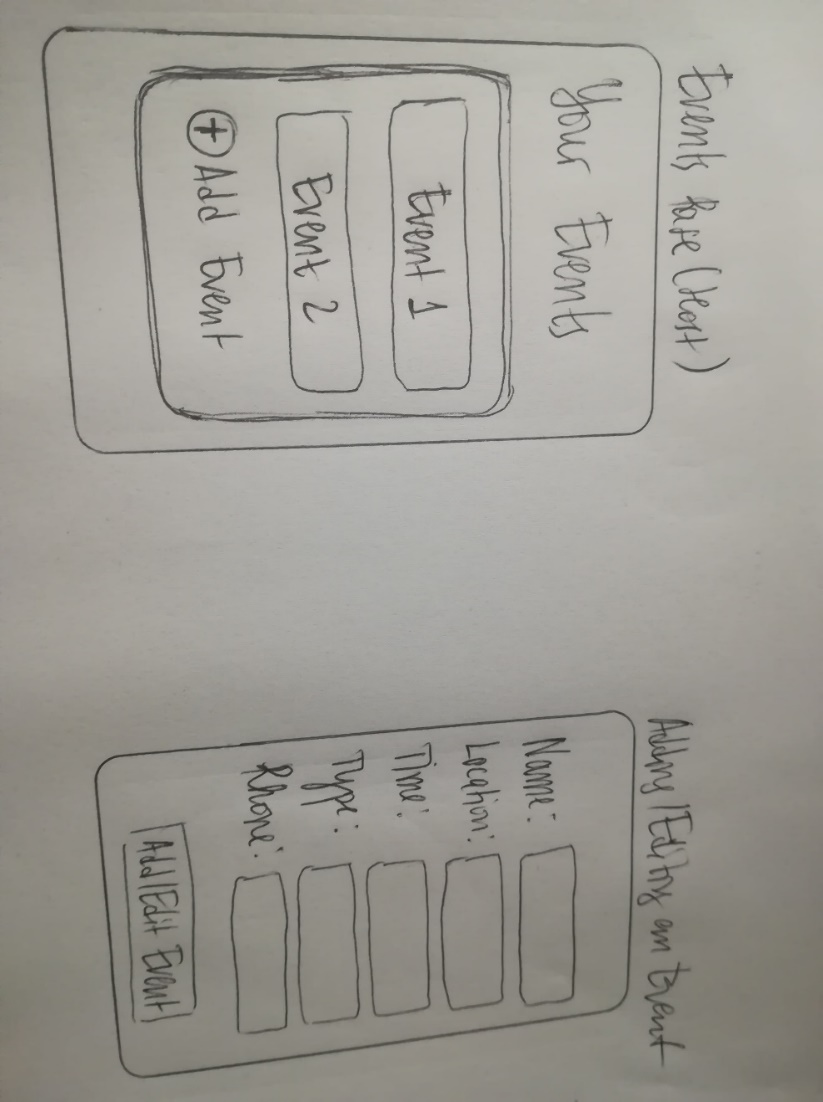 Events Page (Host)
Your Events
Event 1
Event 2
+ Add Event
Adding/Editing an Event
Name:
Location:
Time:
Type:
Phone:
Add/Edit Event